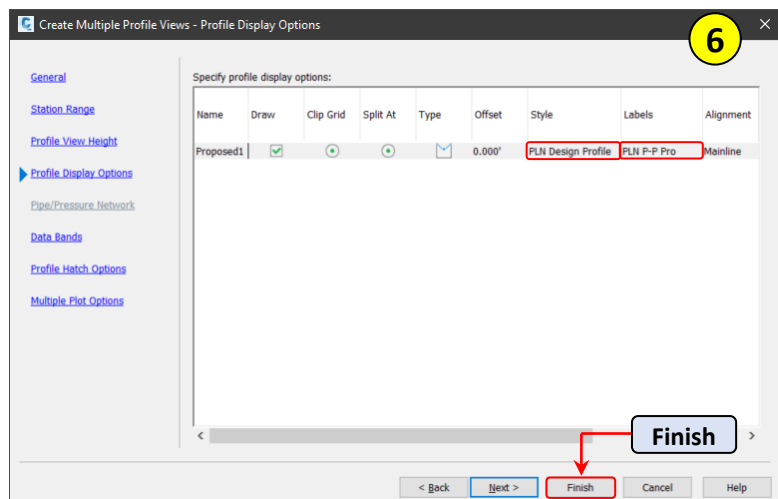 Create Multiple Profile Views - Profile Display Options
6
General
Station Range
Profile View Height
Profile Display Options
Pipe/Pressure Network
Data Bands
Profile Hatch Options
Multiple Plot Options
Specify profile display options:
Name Draw Clip Grid Split At Type Offset Style Labels Alignment
Proposed1 0.000' PLN Design Profile PLN P-P Pro Mainline
Finish
< Back Next > Finish Cancel Help